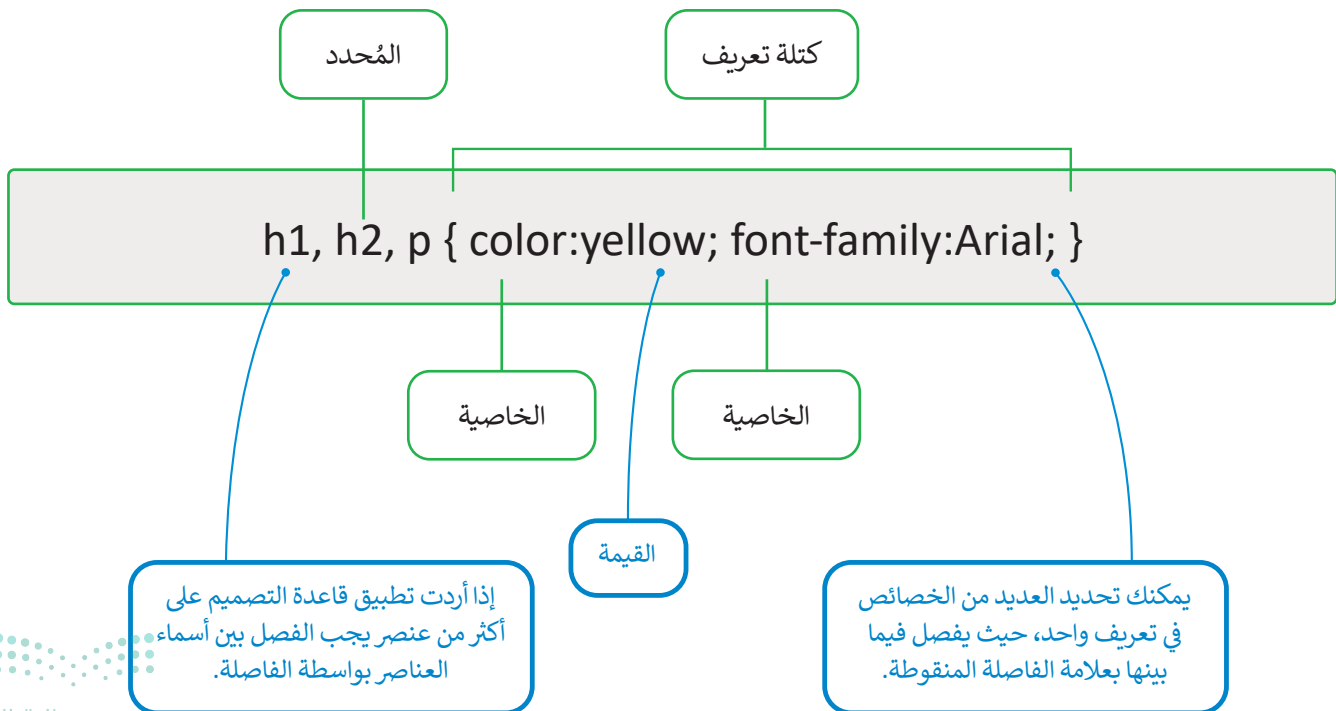 كتلة تعريف
المُحدد
h1, h2, p { color:yellow; font-family:Arial; }
الخاصية
الخاصية
القيمة
يمكنك تحديد العديد من الخصائص
في تعريف واحد، حيث يفصل فيما
بينها بعلامة الفاصلة المنقوطة.
إذا أردت تطبيق قاعدة التصميم على
أكثر من عنصر يجب الفصل بين أسماء
العناصر بواسطة الفاصلة.